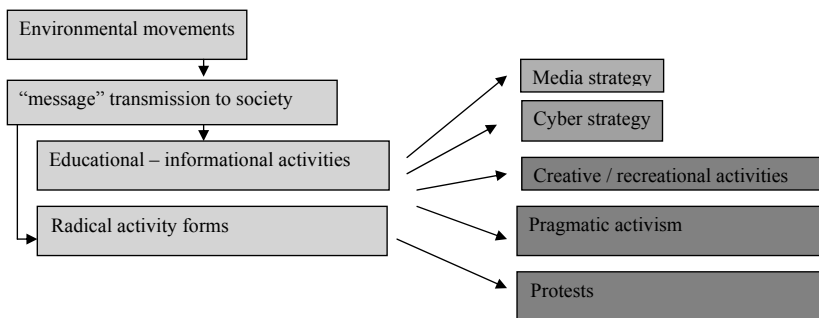 Environmental movements
“message” transmission to society
Educational – informational activities
Radical activity forms
Media strategy
Cyber strategy
Creative / recreational activities
Pragmatic activism
Protests